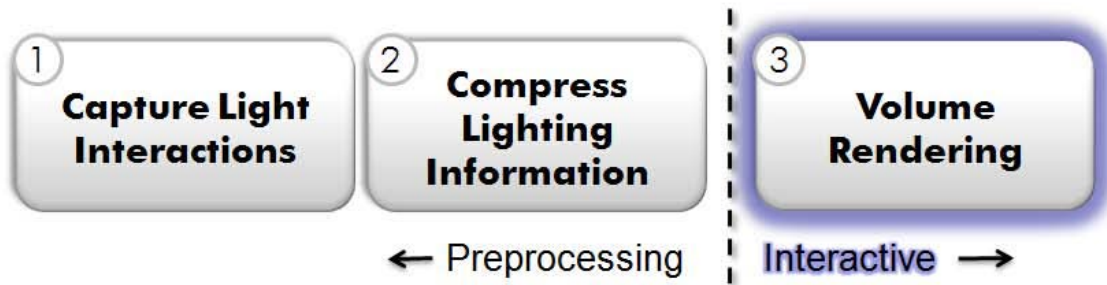 1
Capture Light
Interactions
2
Compress
Lighting
Information
3
Volume
Rendering
← Preprocessing
Interactive →